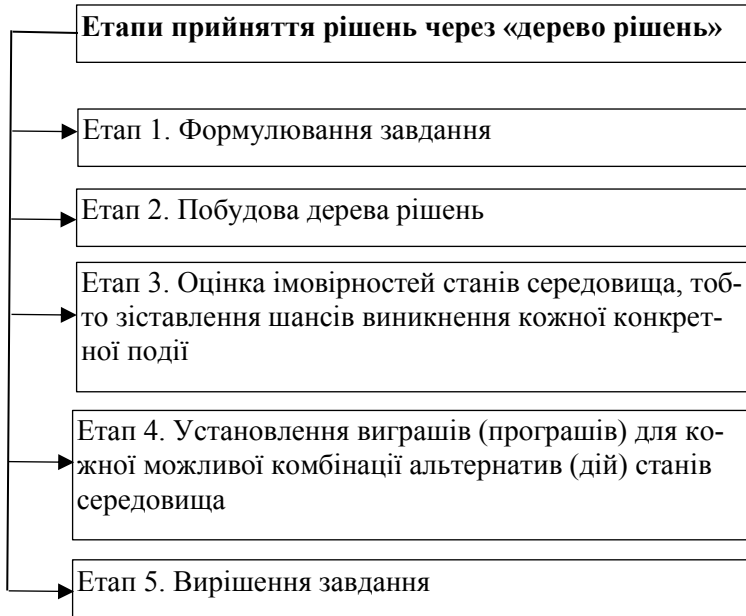 Етапи прийняття рішень через «дерево рішень»
Етап 1. Формулювання завдання
Етап 2. Побудова дерева рішень
Етап 3. Оцінка імовірностей станів середовища, тоб-
то зіставлення шансів виникнення кожної конкрет-
ної події
Етап 4. Установлення виграшів (програшів) для ко-
жної можливої комбінації альтернатив (дій) станів
середовища
Етап 5. Вирішення завдання